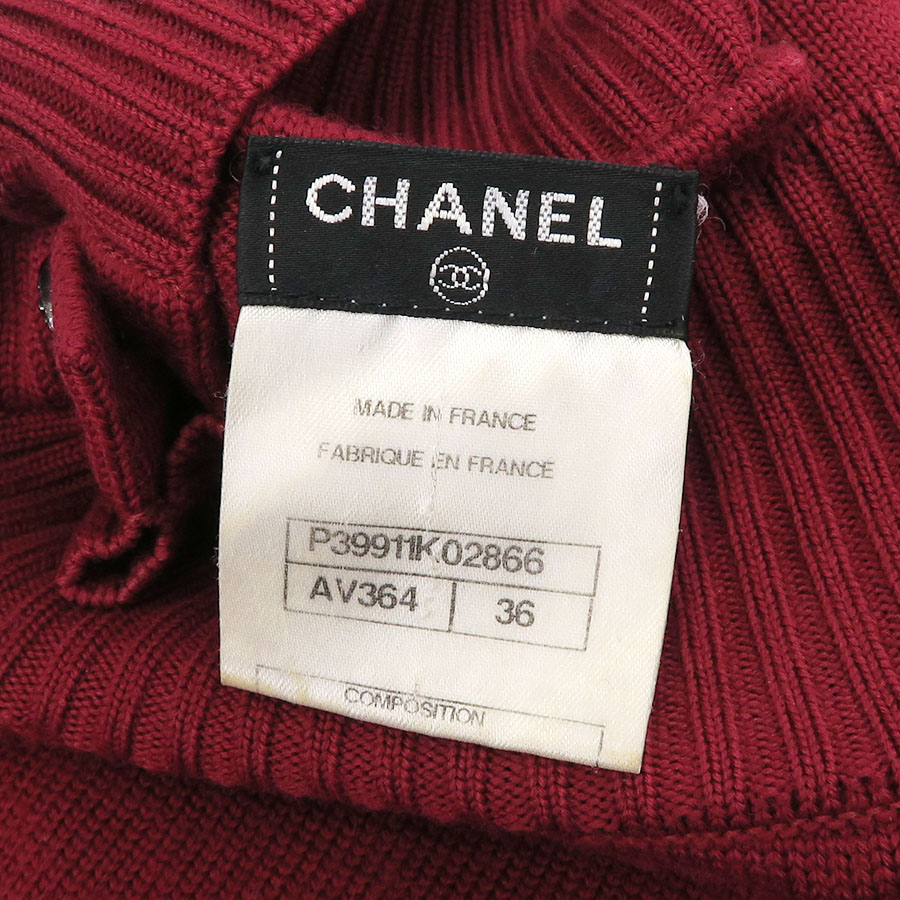 CHANEL
MADE IN FRANCE
FABRIQUE EN FRANCE
P39911K02866
AV364 36
COMPOSITION